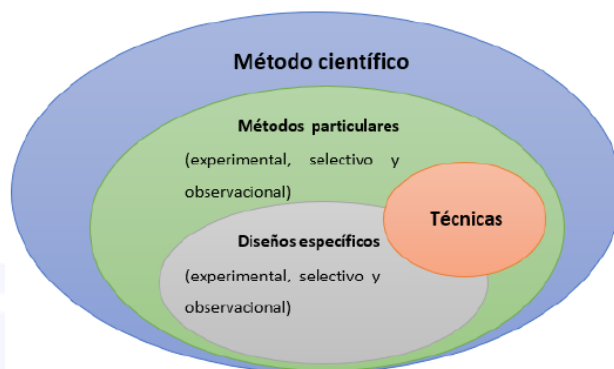 Método científico
Métodos particulares
(experimental, selectivo y
observacional)
Técnicas
Diseños específicos
(experimental, selectivo y
observacional)